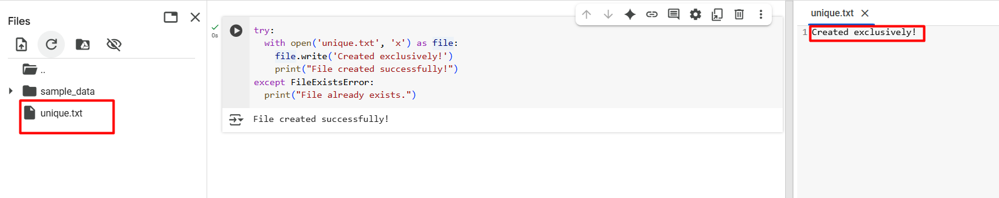 Files
..
sample_data
unique.txt
0s
try:
  with open('unique.txt', 'x') as file:
    file.write('Created exclusively!')
    print("File created successfully!")
except FileExistsError:
  print("File already exists.")
File created successfully!
unique.txt
1 Created exclusively!